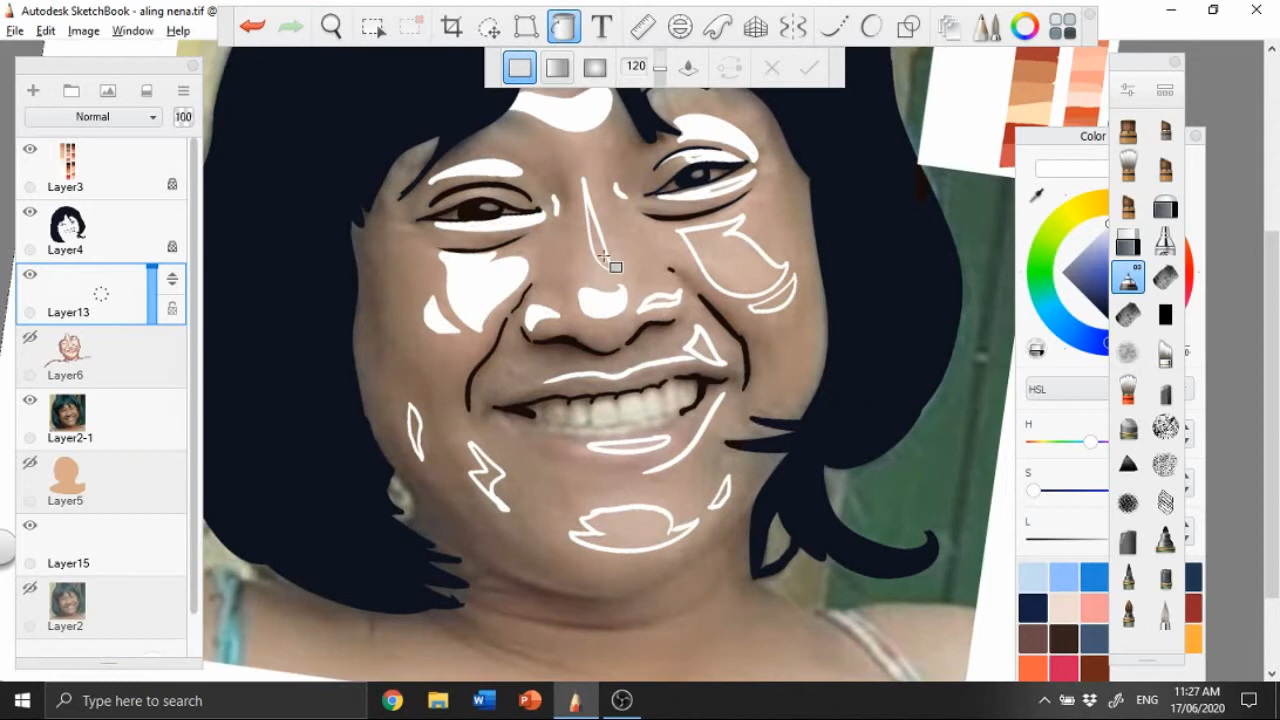 Autodesk SketchBook - aling nena.tif @
File Edit Image Window Help
T
120
Normal
100
Layer3
Layer4
Layer13
Layer6
Layer2-1
Layer5
Layer15
Layer2
Color
HSL
H
S
L
Type here to search
ENG
11:27 AM
17/06/2020